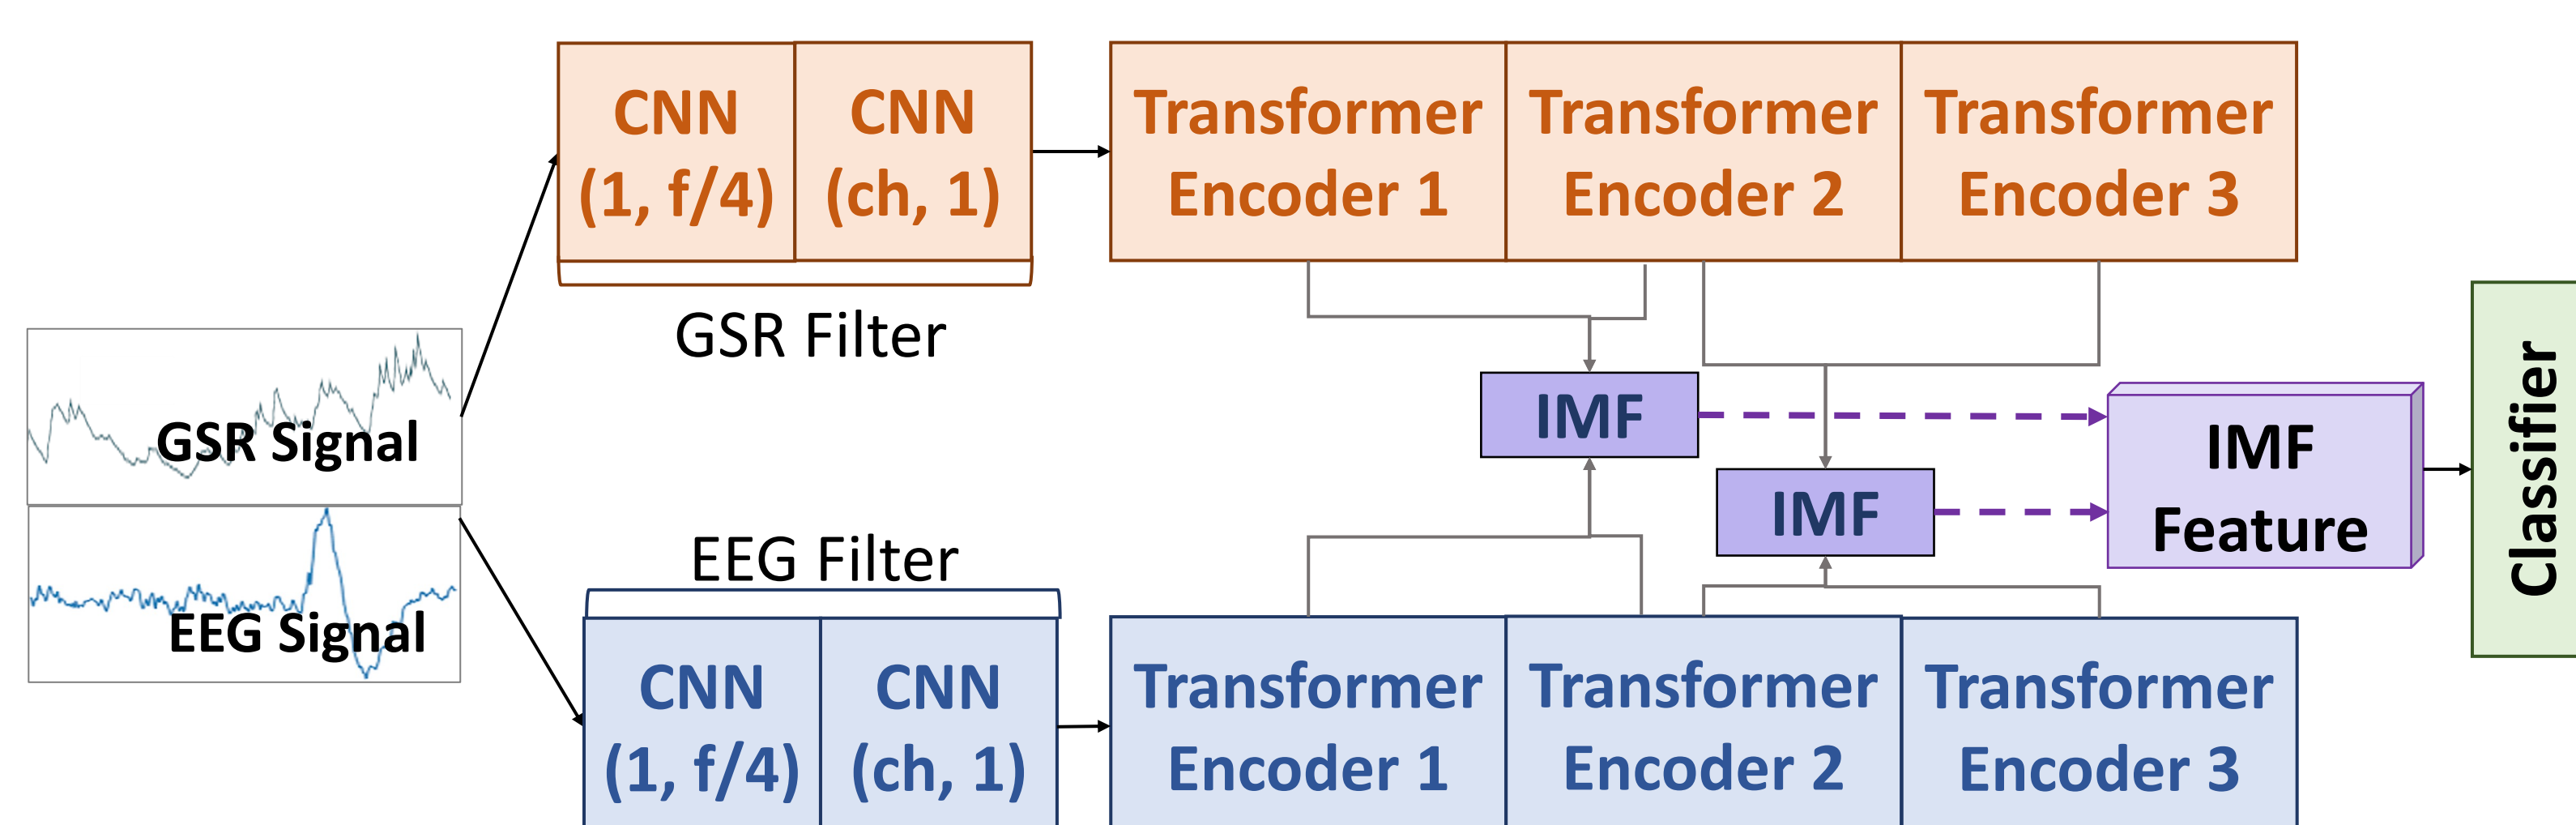 CNN
(1, f/4)
CNN
(ch, 1)
Transformer
Encoder 1
Transformer
Encoder 2
Transformer
Encoder 3
GSR Filter
GSR Signal
IMF
IMF
IMF
Feature
Classifier
EEG Signal
EEG Filter
CNN
(1, f/4)
CNN
(ch, 1)
Transformer
Encoder 1
Transformer
Encoder 2
Transformer
Encoder 3